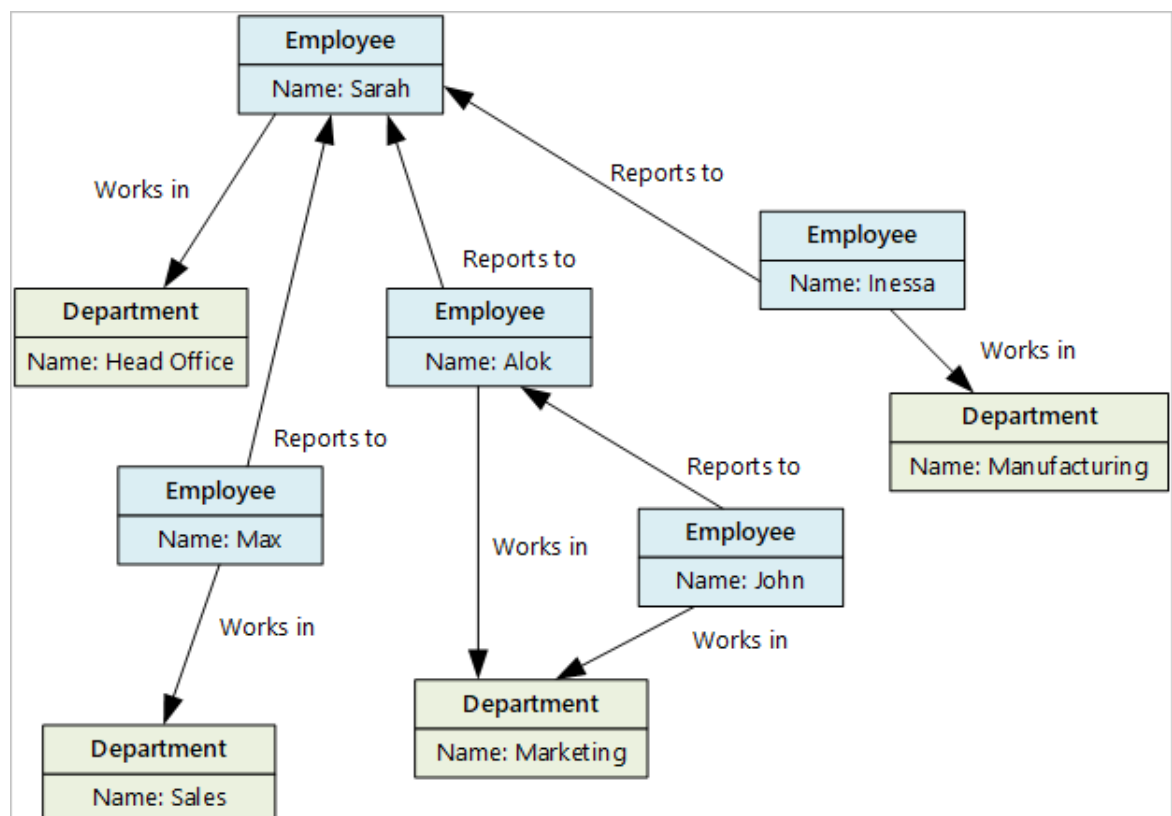 Employee
Name: Sarah
Works in
Reports to
Employee
Name: Inessa
Reports to
Department
Name: Head Office
Employee
Name: Alok
Works in
Department
Name: Manufacturing
Reports to
Employee
Name: Max
Reports to
Employee
Name: John
Works in
Works in
Works in
Department
Name: Marketing
Department
Name: Sales